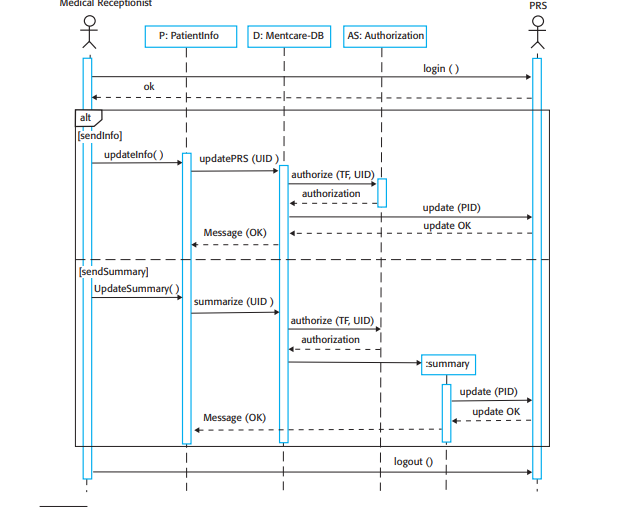 Medical Receptionist
PRS
P: PatientInfo
D: Mentcare-DB
AS: Authorization
login ( )
ok
alt
[sendInfo]
updateInfo( )
updatePRS (UID )
authorize (TF, UID)
authorization
update (PID)
update OK
Message (OK)
[sendSummary]
UpdateSummary( )
summarize (UID )
authorize (TF, UID)
authorization
:summary
update (PID)
update OK
Message (OK)
logout ()